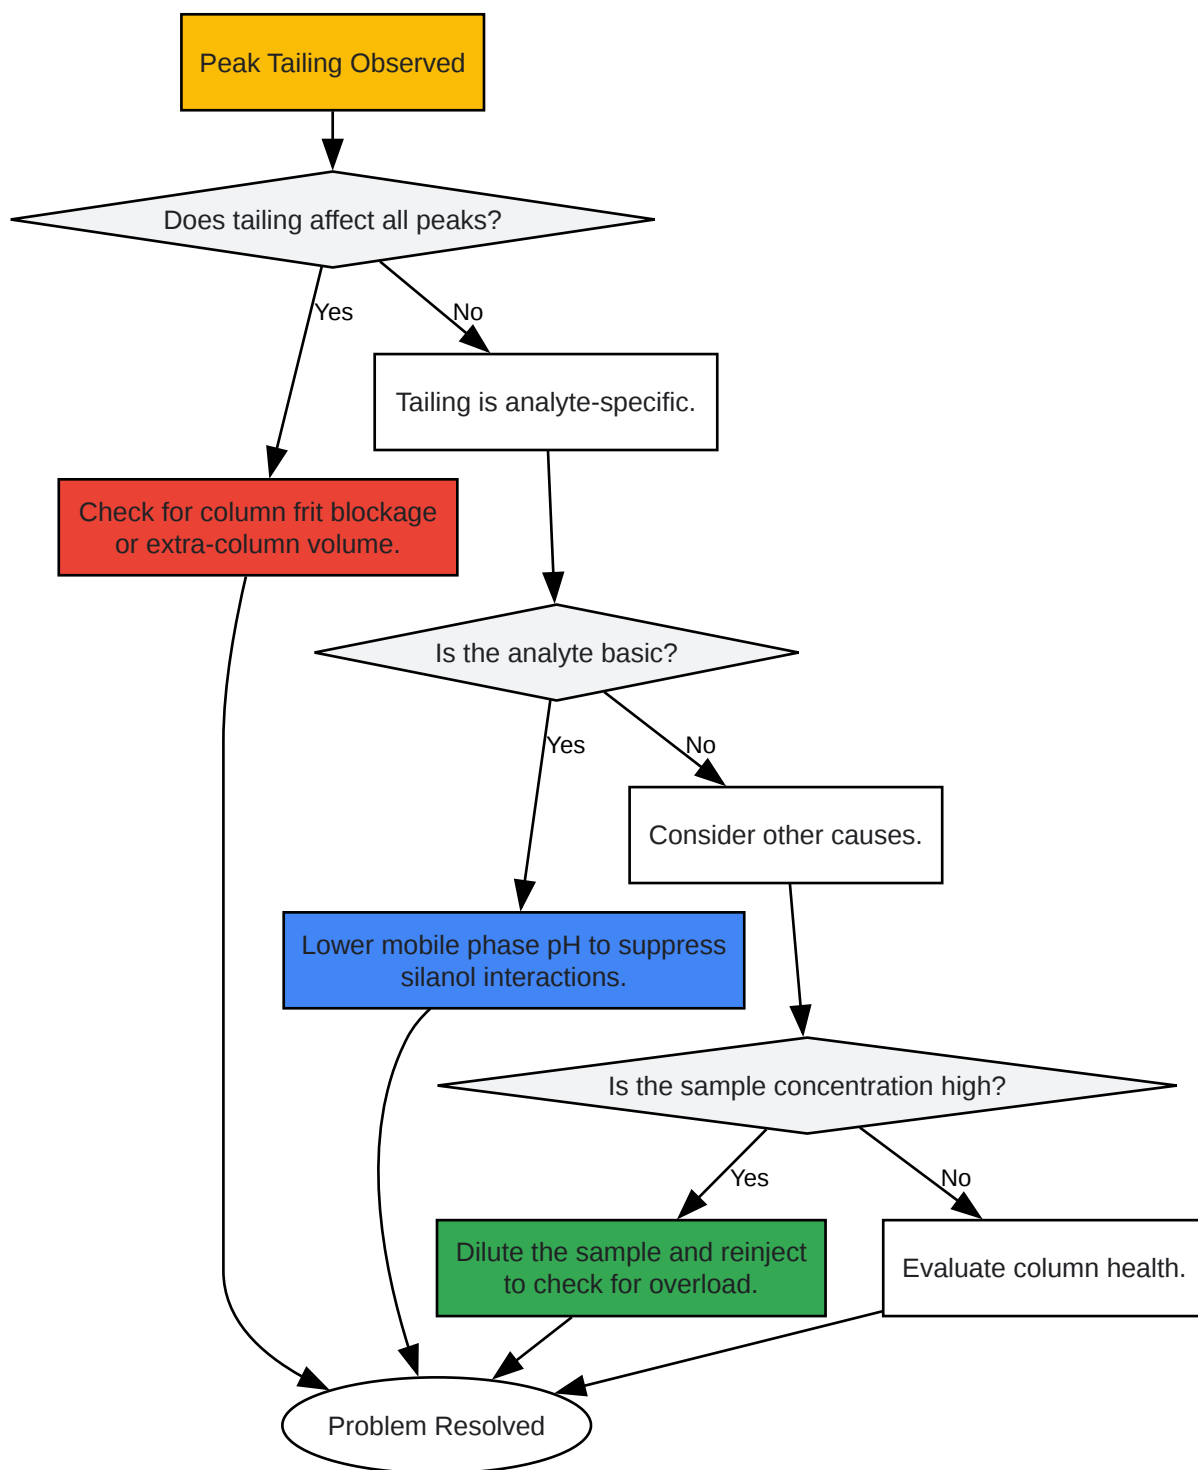 Peak Tailing Observed
Does tailing affect all peaks?
Yes
No
Tailing is analyte-specific.
Check for column frit blockage
or extra-column volume.
Is the analyte basic?
Yes
No
Consider other causes.
Lower mobile phase pH to suppress
silanol interactions.
Is the sample concentration high?
Yes
No
Dilute the sample and reinject
to check for overload.
Evaluate column health.
Problem Resolved